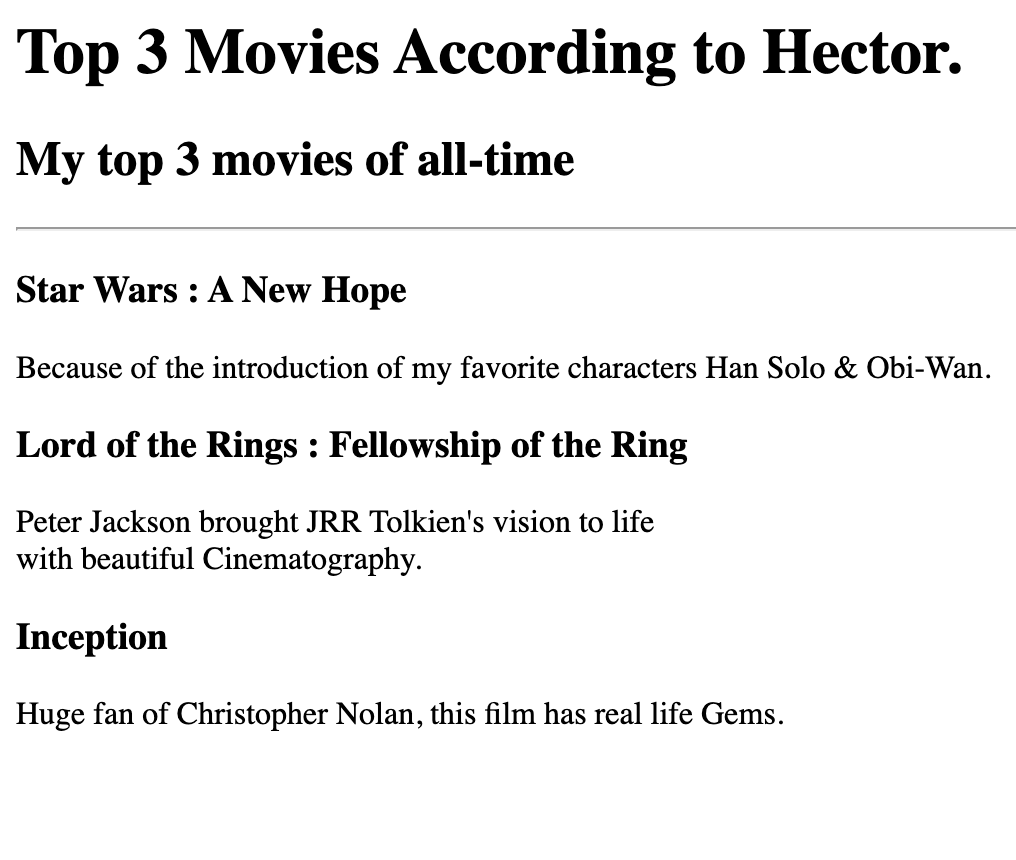 Top 3 Movies According to Hector.
My top 3 movies of all-time
Star Wars : A New Hope
Because of the introduction of my favorite characters Han Solo & Obi-Wan.
Lord of the Rings : Fellowship of the Ring
Peter Jackson brought JRR Tolkien's vision to life
with beautiful Cinematography.
Inception
Huge fan of Christopher Nolan, this film has real life Gems.